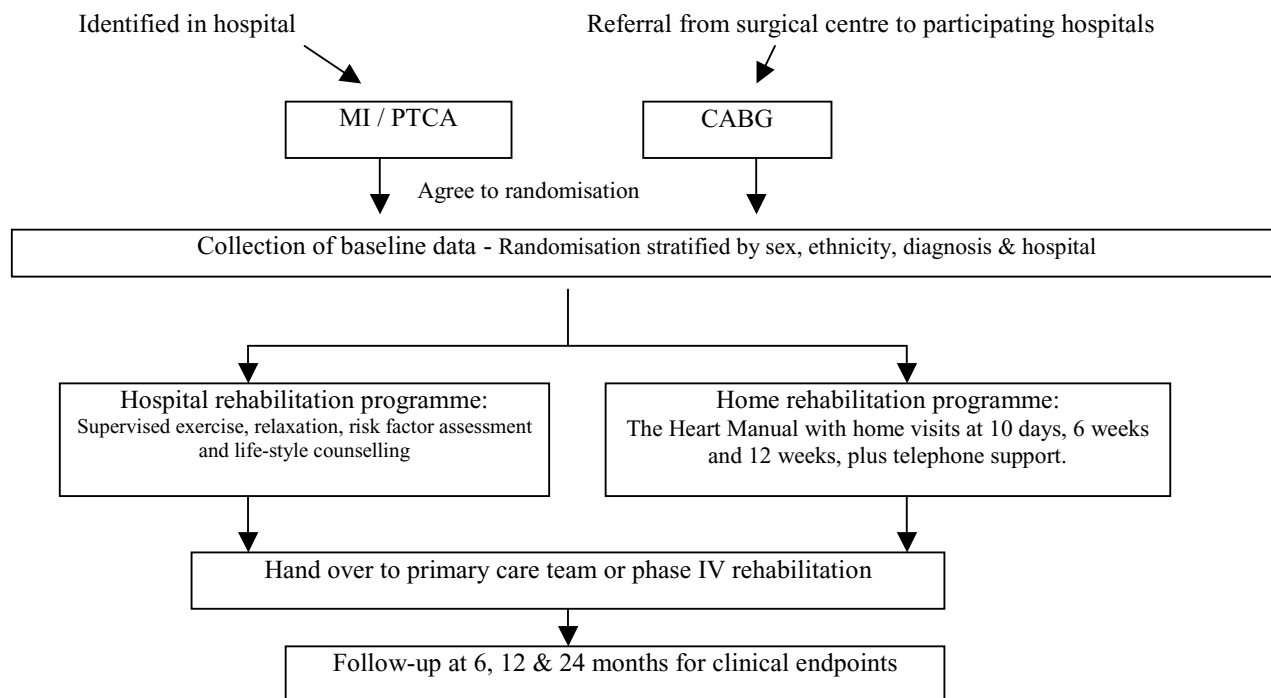 Identified in hospital
Referral from surgical centre to participating hospitals
MI / PTCA
CABG
Agree to randomisation
Collection of baseline data - Randomisation stratified by sex, ethnicity, diagnosis & hospital
Hospital rehabilitation programme:
Supervised exercise, relaxation, risk factor assessment
and life-style counselling
Home rehabilitation programme:
The Heart Manual with home visits at 10 days, 6 weeks
and 12 weeks, plus telephone support.
Hand over to primary care team or phase IV rehabilitation
Follow-up at 6, 12 & 24 months for clinical endpoints